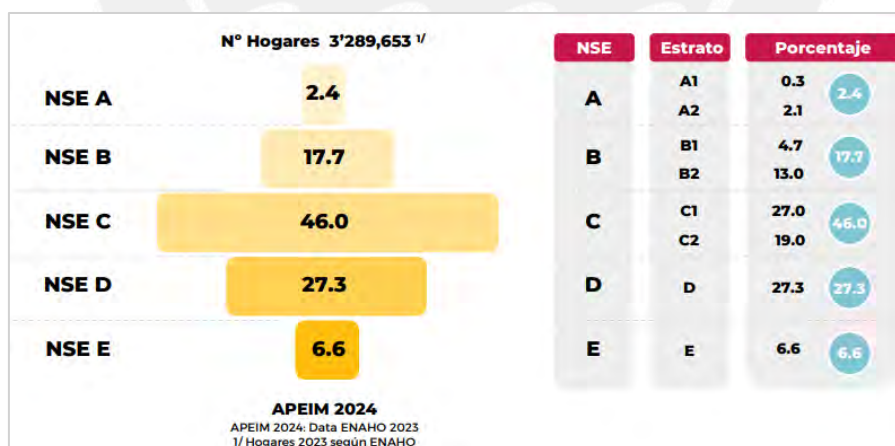 Nº Hogares 3'289,653 1/
NSE A 2.4
NSE B 17.7
NSE C 46.0
NSE D 27.3
NSE E 6.6
APEIM 2024
APEIM 2024: Data ENAHO 2023
1/ Hogares 2023 según ENAHO
NSE Estrato Porcentaje
A A1 0.3 2.4
A2 2.1
B B1 4.7 17.7
B2 13.0
C C1 27.0 46.0
C2 19.0
D D 27.3 27.3
E E 6.6 6.6